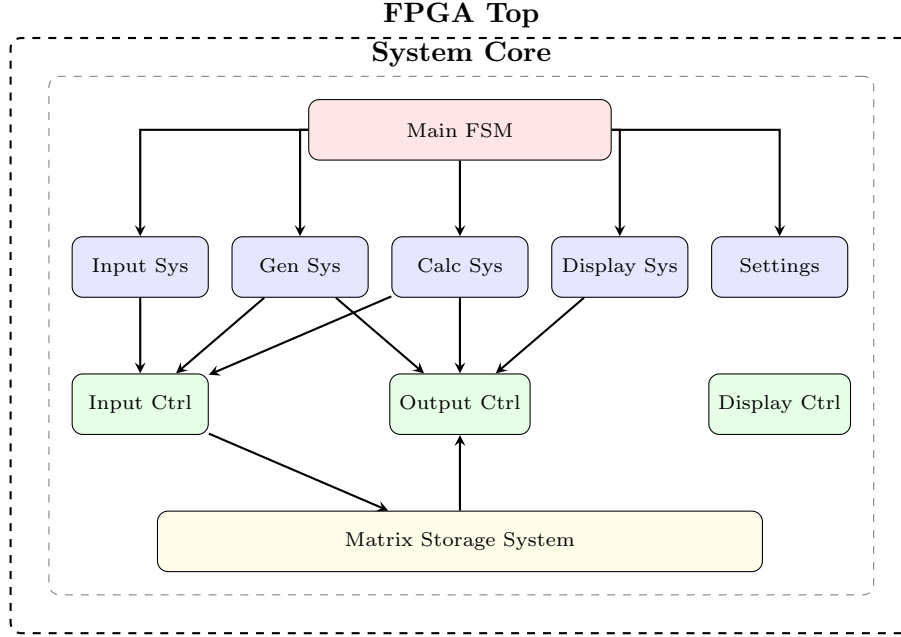 FPGA Top
System Core
Main FSM
Input Sys
Gen Sys
Calc Sys
Display Sys
Settings
Input Ctrl
Output Ctrl
Display Ctrl
Matrix Storage System